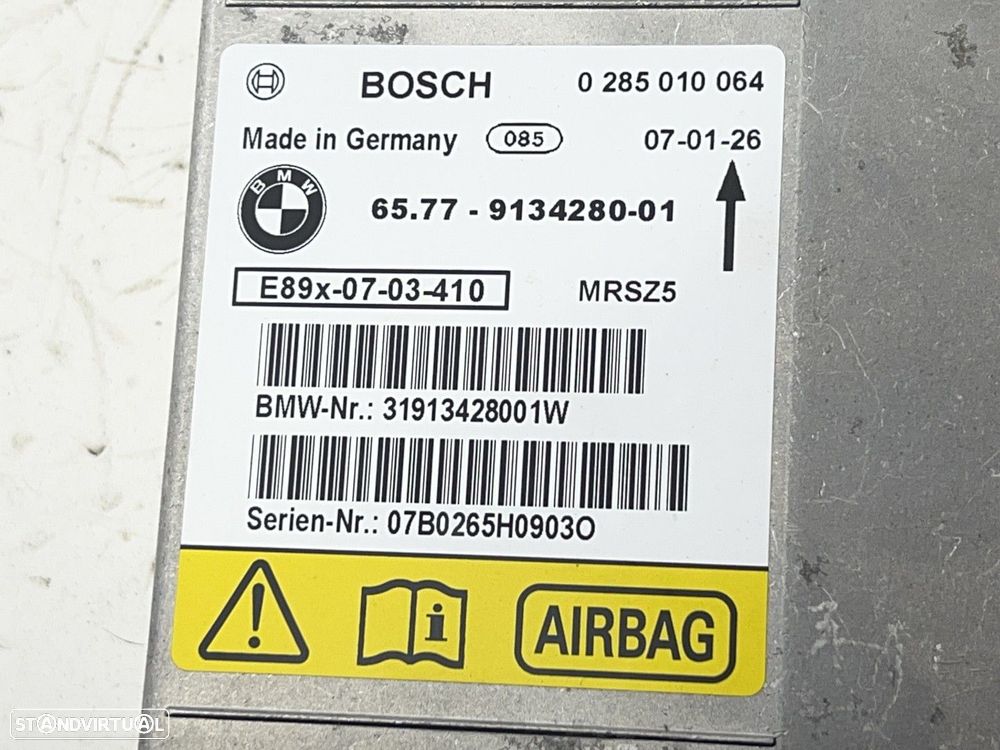 BOSCH 0 285 010 064
Made in Germany 085 07-01-26
BMW
65.77 - 9134280-01
E89x-07-03-410 MRSZ5
BMW-Nr.: 31913428001W
Serien-Nr.: 07B0265H0903O
AIRBAG
STANDVIRTUAL